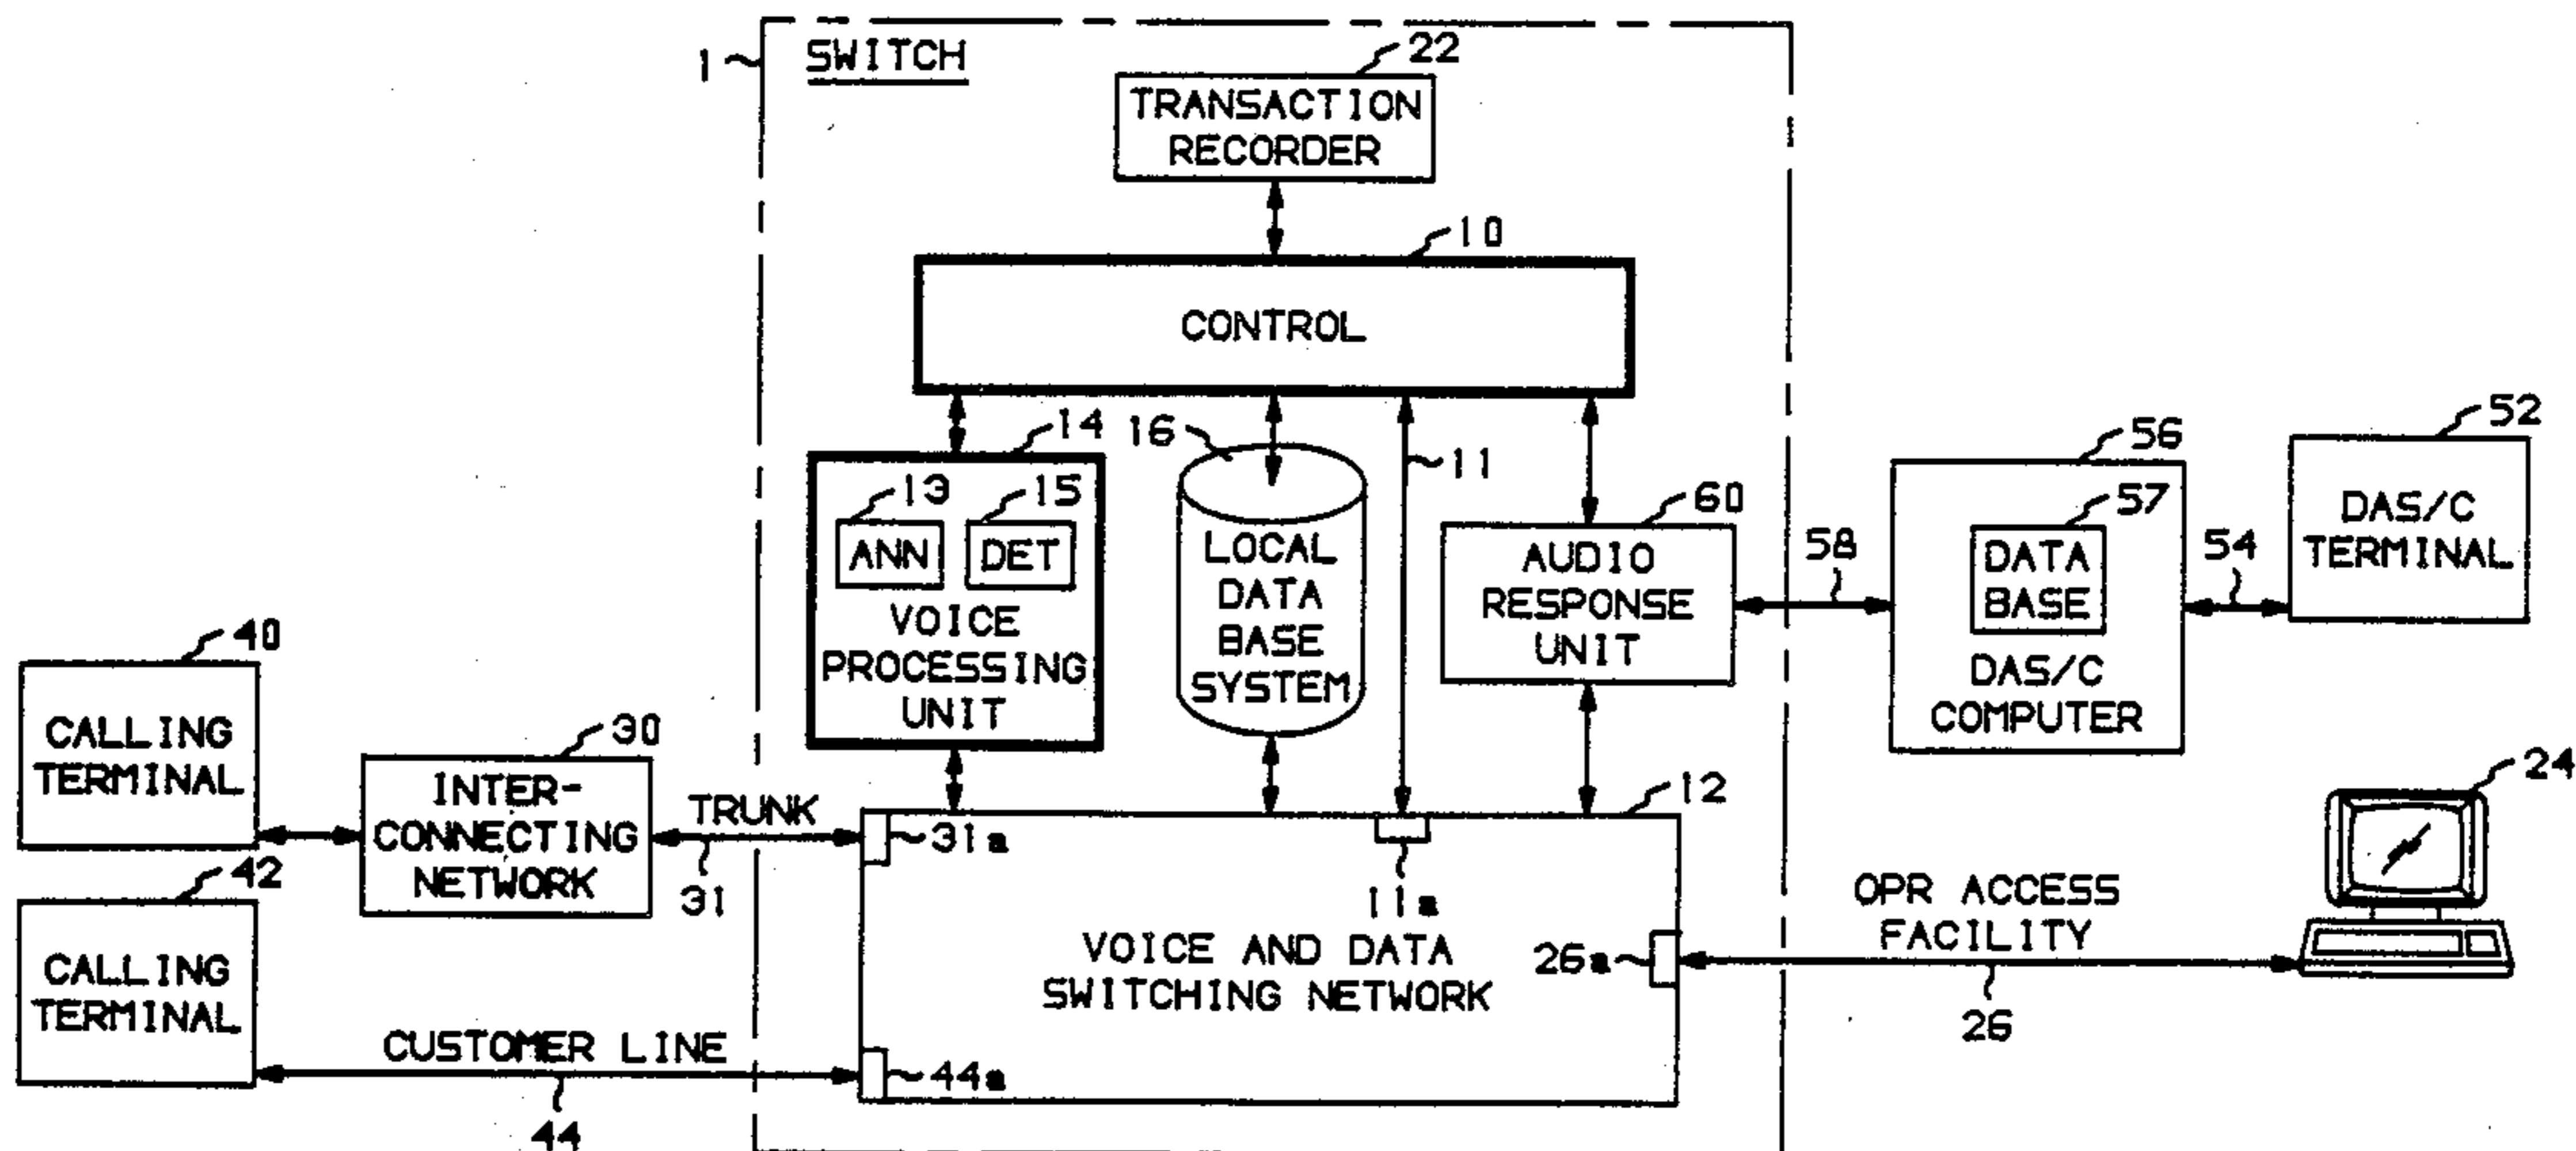 1
SWITCH
22
TRANSACTION
RECORDER
10
CONTROL
14
13
ANN
15
DET
VOICE
PROCESSING
UNIT
16
LOCAL
DATA
BASE
SYSTEM
11
60
AUDIO
RESPONSE
UNIT
58
56
57
DATA
BASE
DAS/C
COMPUTER
54
52
DAS/C
TERMINAL
40
CALLING
TERMINAL
30
INTER-
CONNECTING
NETWORK
TRUNK
31
31a
12
11a
VOICE AND DATA
SWITCHING NETWORK
26a
OPR ACCESS
FACILITY
26
24
42
CALLING
TERMINAL
CUSTOMER LINE
44
44a